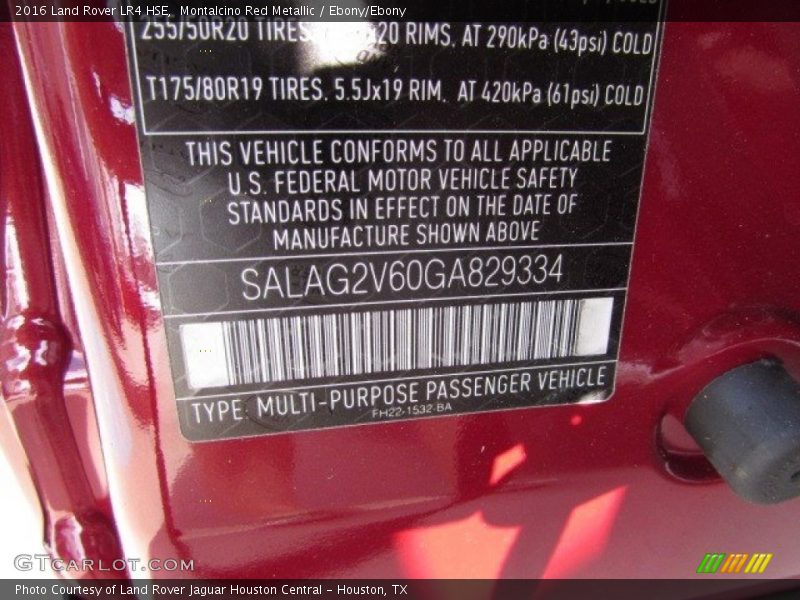 2016 Land Rover LR4 HSE, Montalcino Red Metallic / Ebony/Ebony
255/50R20 TIRES 20 RIMS. AT 290kPa (43psi) COLD
T175/80R19 TIRES. 5.5Jx19 RIM. AT 420kPa (61psi) COLD
THIS VEHICLE CONFORMS TO ALL APPLICABLE
U.S. FEDERAL MOTOR VEHICLE SAFETY
STANDARDS IN EFFECT ON THE DATE OF
MANUFACTURE SHOWN ABOVE
SALAG2V60GA829334
TYPE. MULTI-PURPOSE PASSENGER VEHICLE
FH22-1532-BA
GTCARLOT.COM
Photo Courtesy of Land Rover Jaguar Houston Central - Houston, TX